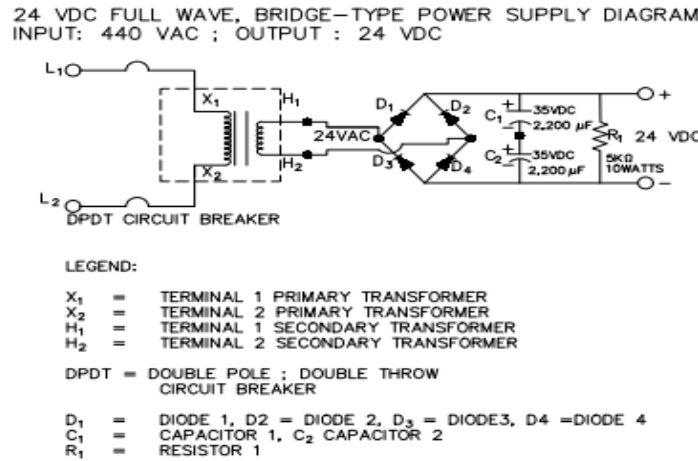 24 VDC FULL WAVE, BRIDGE-TYPE POWER SUPPLY DIAGRAM
INPUT: 440 VAC ; OUTPUT : 24 VDC
L₁
X₁
H₁
D₁
D₂
C₁
+
35VDC
2,200 µF
+
24VAC
R₁ 24 VDC
X₂
H₂
D₃
D₄
C₂
+
35VDC
2,200 µF
5KΩ
10WATTS
L₂
−
DPDT CIRCUIT BREAKER
LEGEND:
X₁ = TERMINAL 1 PRIMARY TRANSFORMER
X₂ = TERMINAL 2 PRIMARY TRANSFORMER
H₁ = TERMINAL 1 SECONDARY TRANSFORMER
H₂ = TERMINAL 2 SECONDARY TRANSFORMER
DPDT = DOUBLE POLE ; DOUBLE THROW
CIRCUIT BREAKER
D₁ = DIODE 1, D2 = DIODE 2, D₃ = DIODE3, D4 =DIODE 4
C₁ = CAPACITOR 1, C₂ CAPACITOR 2
R₁ = RESISTOR 1